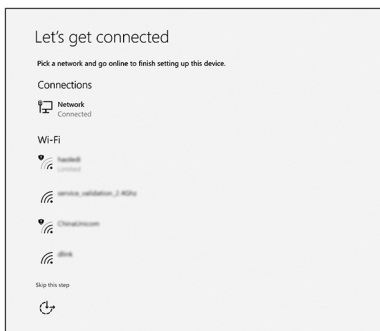 Let's get connected
Pick a network and go online to finish setting up this device.
Connections
Network
Connected
Wi-Fi
Limited
service_validation_2.4Ghz
ChinaUnicom
dlink
Skip this step